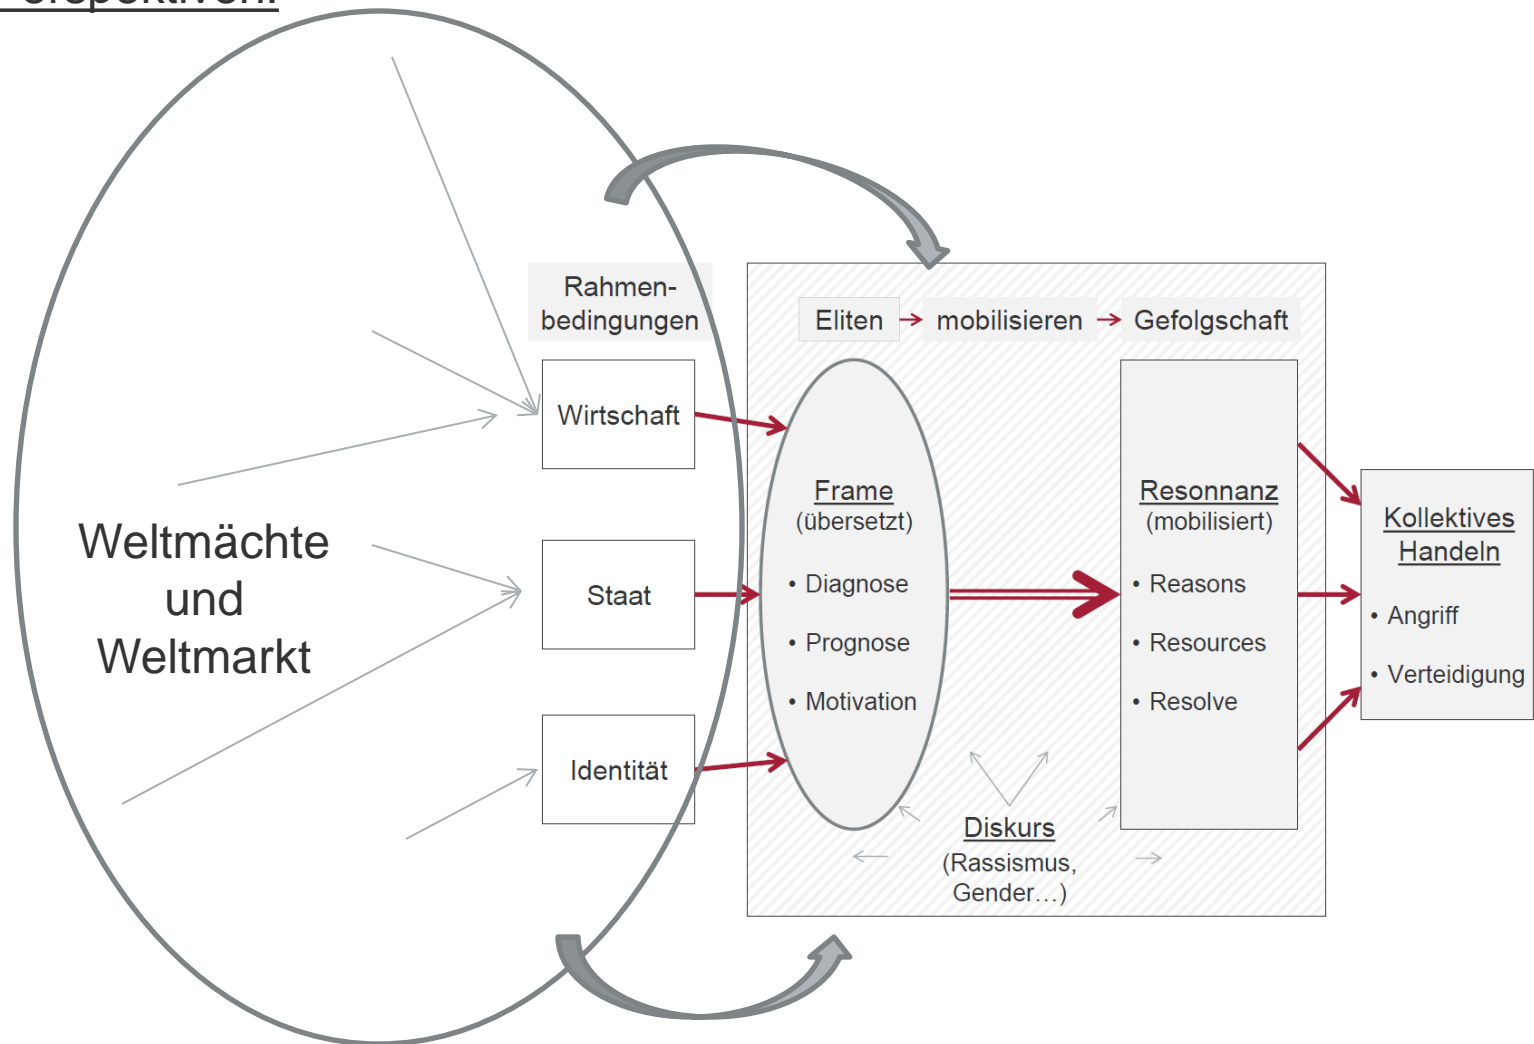 Perspektiven:
Weltmächte
und
Weltmarkt
Rahmen-
bedingungen
Wirtschaft
Staat
Identität
Eliten
mobilisieren
Gefolgschaft
Frame
(übersetzt)
• Diagnose
• Prognose
• Motivation
Resonnanz
(mobilisiert)
• Reasons
• Resources
• Resolve
Diskurs
(Rassismus,
Gender…)
Kollektives
Handeln
• Angriff
• Verteidigung